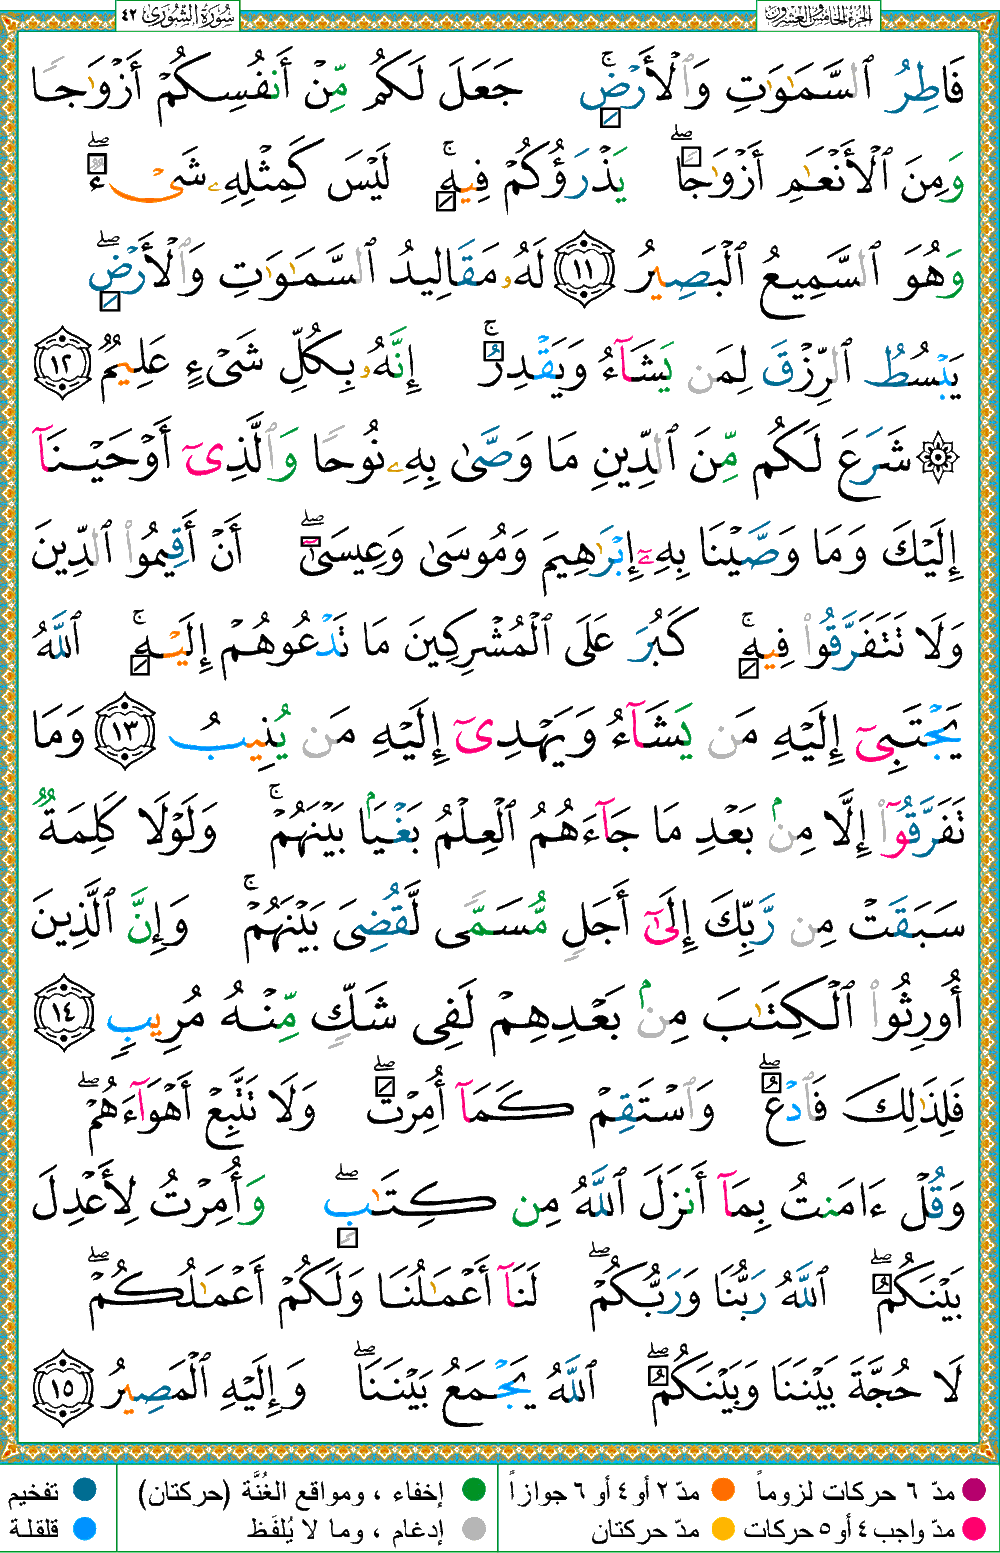 الجزء الخامس والعشرون
سُورَةُ الشُّورَىٰ ٤٢
فَاطِرُ ٱلسَّمَـٰوَٰتِ وَٱلْأَرْضِ ۚ جَعَلَ لَكُم مِّنْ أَنفُسِكُمْ أَزْوَٰجًا
وَمِنَ ٱلْأَنْعَـٰمِ أَزْوَٰجًا ۖ يَذْرَؤُكُمْ فِيهِ ۚ لَيْسَ كَمِثْلِهِۦ شَىْءٌ ۖ
وَهُوَ ٱلسَّمِيعُ ٱلْبَصِيرُ ١١ لَهُۥ مَقَالِيدُ ٱلسَّمَـٰوَٰتِ وَٱلْأَرْضِ ۖ
يَبْسُطُ ٱلرِّزْقَ لِمَن يَشَآءُ وَيَقْدِرُ ۚ إِنَّهُۥ بِكُلِّ شَىْءٍ عَلِيمٌ ١٢
۞ شَرَعَ لَكُم مِّنَ ٱلدِّينِ مَا وَصَّىٰ بِهِۦ نُوحًا وَٱلَّذِىٓ أَوْحَيْنَآ
إِلَيْكَ وَمَا وَصَّيْنَا بِهِۦٓ إِبْرَٰهِيمَ وَمُوسَىٰ وَعِيسَىٰٓ ۖ أَنْ أَقِيمُوا۟ ٱلدِّينَ
وَلَا تَتَفَرَّقُوا۟ فِيهِ ۚ كَبُرَ عَلَى ٱلْمُشْرِكِينَ مَا تَدْعُوهُمْ إِلَيْهِ ۚ ٱللَّهُ
يَجْتَبِىٓ إِلَيْهِ مَن يَشَآءُ وَيَهْدِىٓ إِلَيْهِ مَن يُنِيبُ ١٣ وَمَا
تَفَرَّقُوٓا۟ إِلَّا مِنۢ بَعْدِ مَا جَآءَهُمُ ٱلْعِلْمُ بَغْيًۢا بَيْنَهُمْ ۚ وَلَوْلَا كَلِمَةٌ
سَبَقَتْ مِن رَّبِّكَ إِلَىٰٓ أَجَلٍ مُّسَمًّى لَّقُضِىَ بَيْنَهُمْ ۚ وَإِنَّ ٱلَّذِينَ
أُورِثُوا۟ ٱلْكِتَـٰبَ مِنۢ بَعْدِهِمْ لَفِى شَكٍّ مِّنْهُ مُرِيبٍ ١٤
فَلِذَٰلِكَ فَٱدْعُ ۖ وَٱسْتَقِمْ كَمَآ أُمِرْتَ ۖ وَلَا تَتَّبِعْ أَهْوَآءَهُمْ ۖ
وَقُلْ ءَامَنتُ بِمَآ أَنزَلَ ٱللَّهُ مِن كِتَـٰبٍ ۖ وَأُمِرْتُ لِأَعْدِلَ
بَيْنَكُمُ ۖ ٱللَّهُ رَبُّنَا وَرَبُّكُمْ ۖ لَنَآ أَعْمَـٰلُنَا وَلَكُمْ أَعْمَـٰلُكُمْ ۖ
لَا حُجَّةَ بَيْنَنَا وَبَيْنَكُمُ ۖ ٱللَّهُ يَجْمَعُ بَيْنَنَا ۖ وَإِلَيْهِ ٱلْمَصِيرُ ١٥
مدّ ٦ حركات لزوماً مدّ ٢ أو ٤ أو ٦ جوازاً إخفاء ، ومواقع الغُنَّة (حركتان) تفخيم
مدّ واجب ٤ أو ٥ حركات مدّ حركتان إدغام ، وما لا يُلفَظ قلقلة